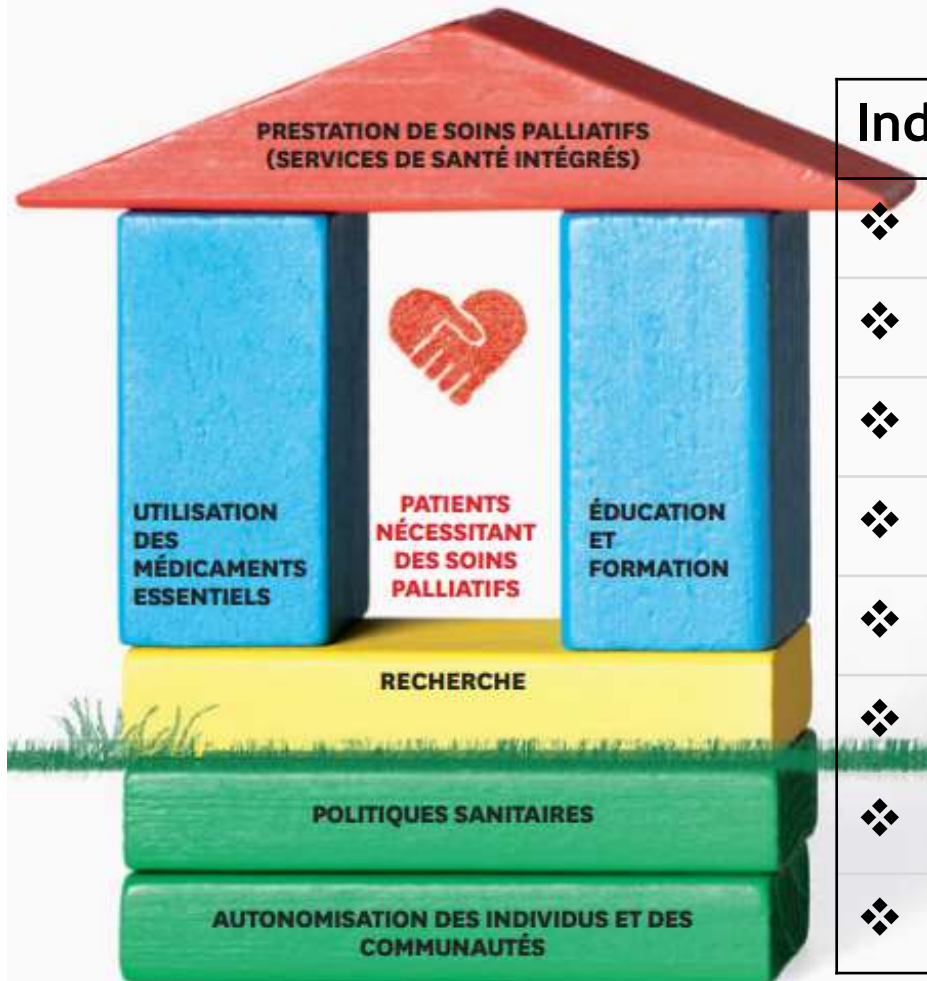 PRESTATION DE SOINS PALLIATIFS
(SERVICES DE SANTÉ INTÉGRÉS)
UTILISATION
DES
MÉDICAMENTS
ESSENTIELS
PATIENTS
NÉCESSITANT
DES SOINS
PALLIATIFS
ÉDUCATION
ET
FORMATION
RECHERCHE
POLITIQUES SANITAIRES
AUTONOMISATION DES INDIVIDUS ET DES
COMMUNAUTÉS
Ind